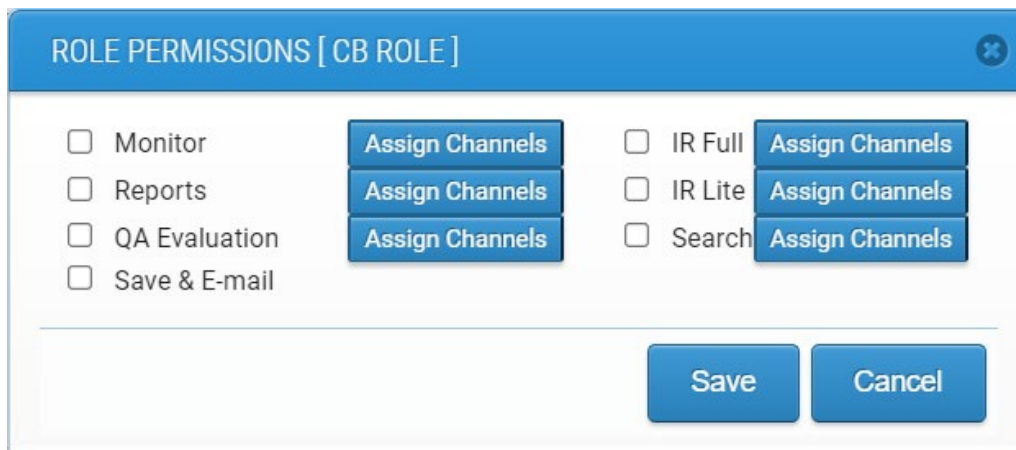 ROLE PERMISSIONS [ CB ROLE ]
Monitor Assign Channels IR Full Assign Channels
Reports Assign Channels IR Lite Assign Channels
QA Evaluation Assign Channels Search Assign Channels
Save & E-mail
Save Cancel